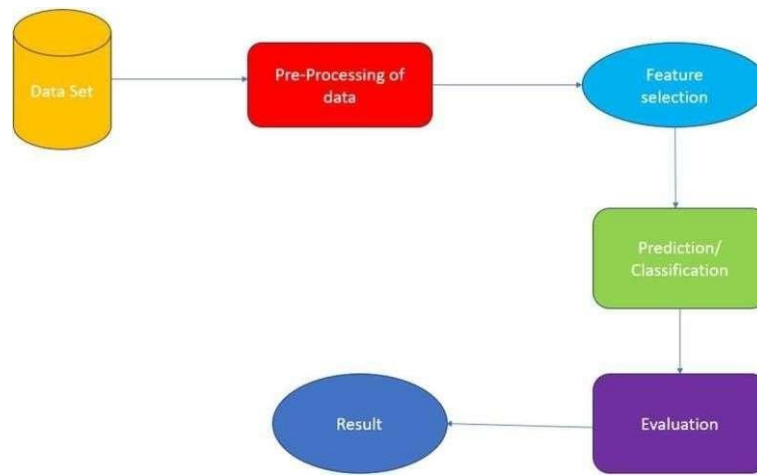 Data Set
Pre-Processing of
data
Feature
selection
Prediction/
Classification
Evaluation
Result